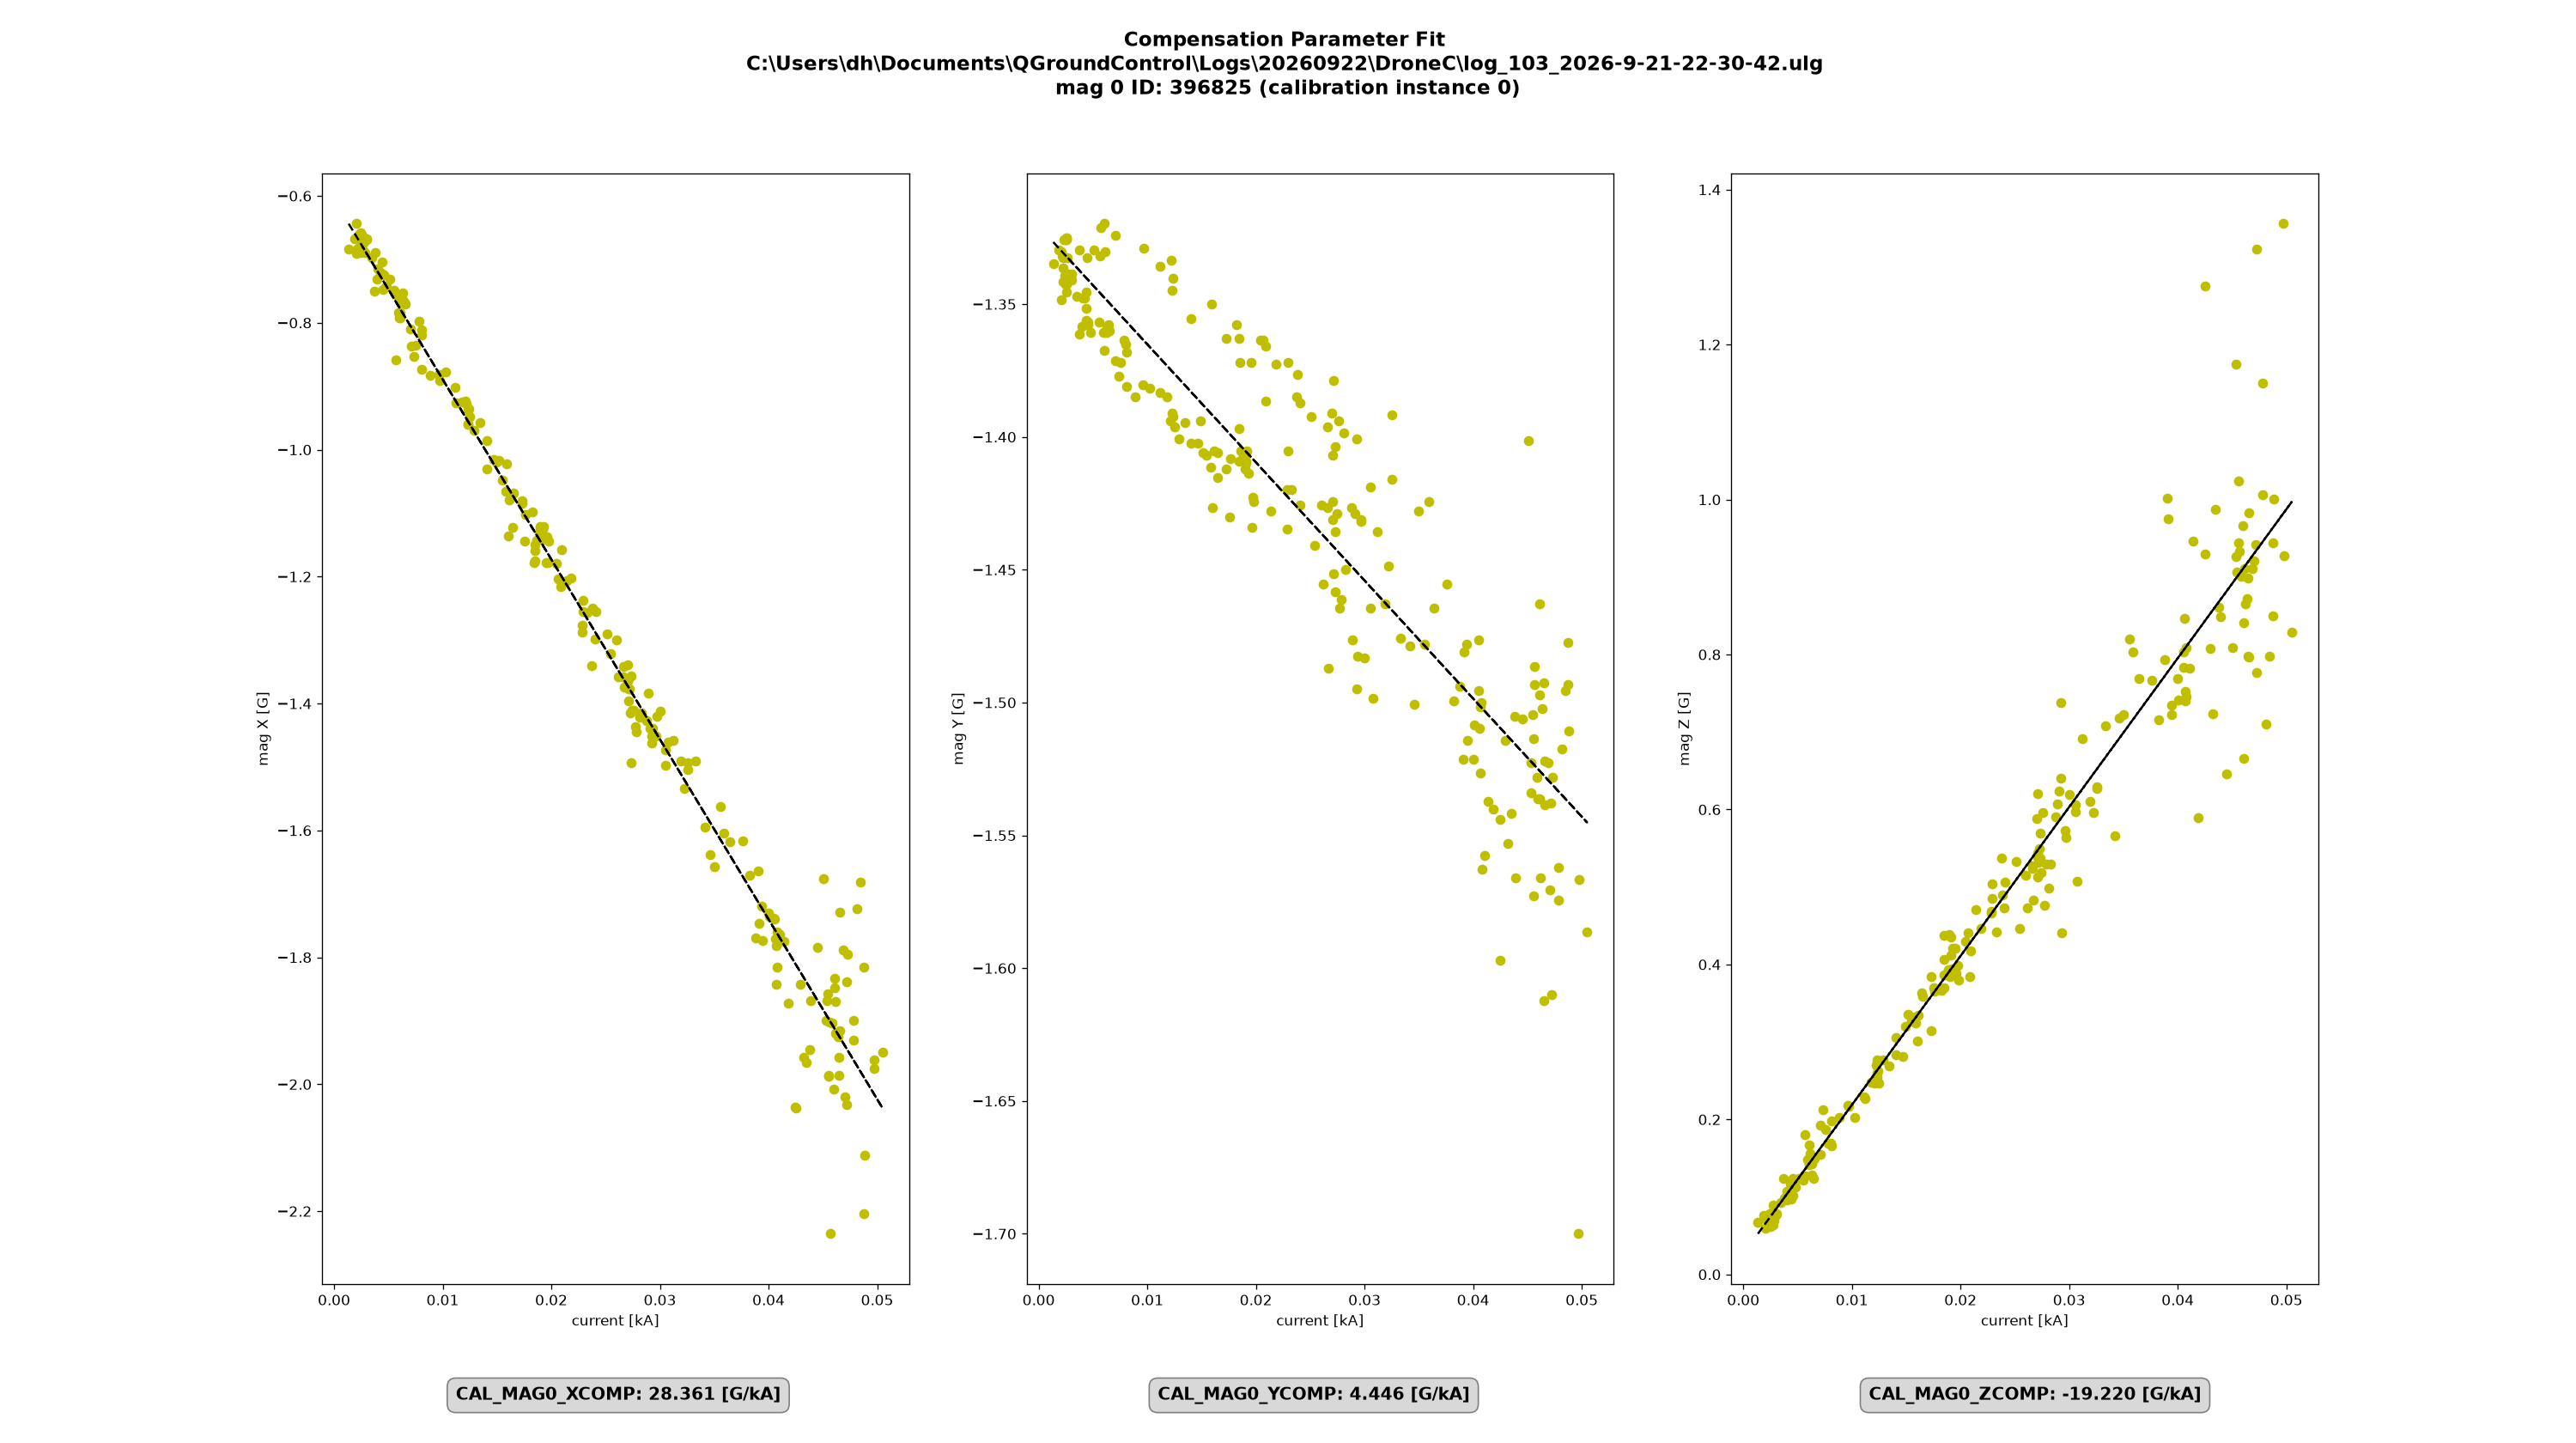 Compensation Parameter Fit
C:\Users\dh\Documents\QGroundControl\Logs\20260922\DroneC\log_103_2026-9-21-22-30-42.ulg
mag 0 ID: 396825 (calibration instance 0)
−0.6
−0.8
−1.0
−1.2
−1.4
−1.6
−1.8
−2.0
−2.2
mag X [G]
0.00 0.01 0.02 0.03 0.04 0.05
current [kA]
CAL_MAG0_XCOMP: 28.361 [G/kA]
−1.35
−1.40
−1.45
−1.50
−1.55
−1.60
−1.65
−1.70
mag Y [G]
0.00 0.01 0.02 0.03 0.04 0.05
current [kA]
CAL_MAG0_YCOMP: 4.446 [G/kA]
1.4
1.2
1.0
0.8
0.6
0.4
0.2
0.0
mag Z [G]
0.00 0.01 0.02 0.03 0.04 0.05
current [kA]
CAL_MAG0_ZCOMP: -19.220 [G/kA]